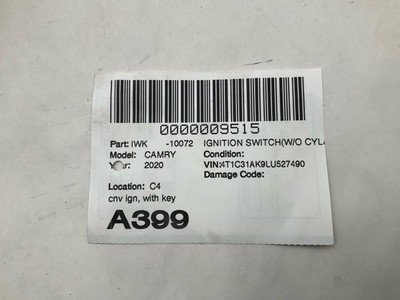 0000009515
Part: IWK -10072 IGNITION SWITCH(W/O CYL&
Model: CAMRY Condition:
Year: 2020 VIN:4T1C31AK9LU527490
Damage Code:
Location: C4
cnv ign, with key
A399